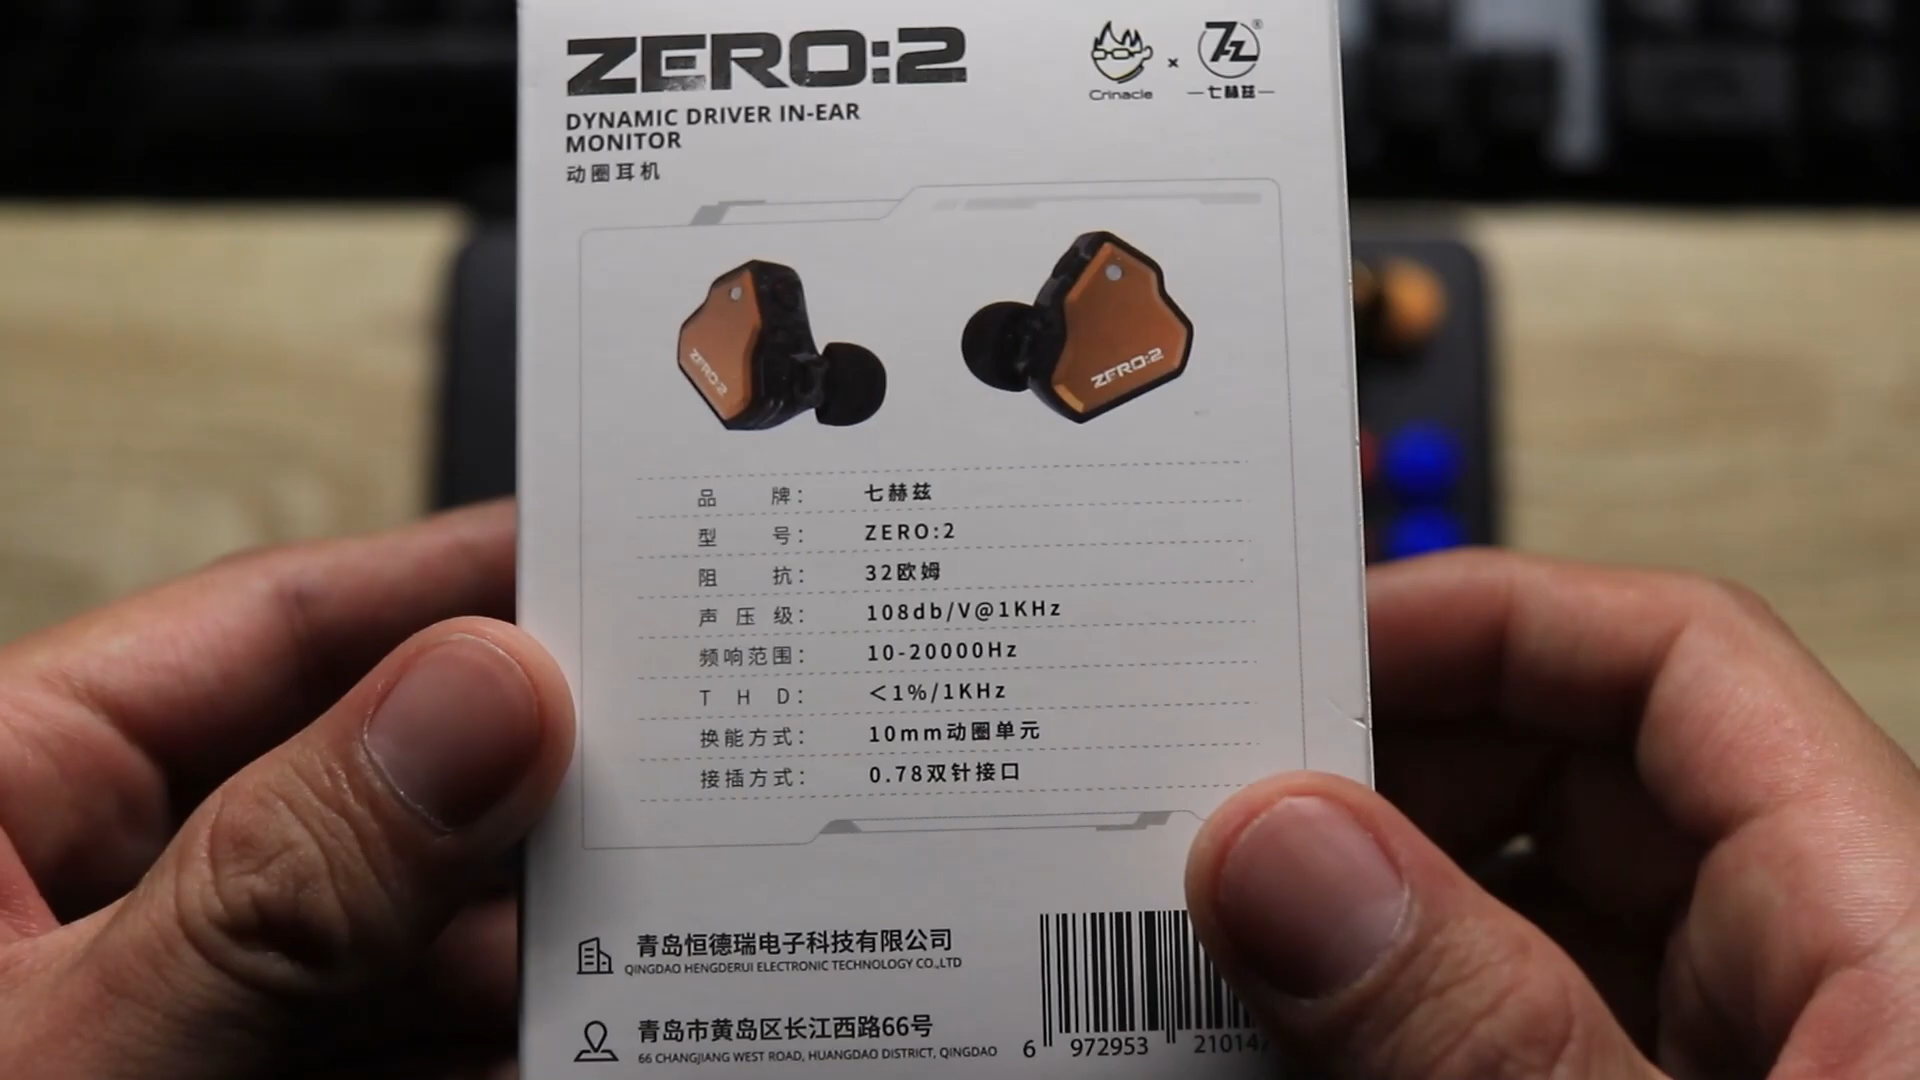 ZERO:2
Crinacle × 7Z®
七赫兹
DYNAMIC DRIVER IN-EAR
MONITOR
动圈耳机
ZERO:2
ZERO:2
品牌： 七赫兹
型号： ZERO:2
阻抗： 32欧姆
声压级： 108db/V@1KHz
频响范围： 10-20000Hz
THD： ＜1%/1KHz
换能方式： 10mm动圈单元
接插方式： 0.78双针接口
青岛恒德瑞电子科技有限公司
QINGDAO HENGDERUI ELECTRONIC TECHNOLOGY CO.,LTD
青岛市黄岛区长江西路66号
66 CHANGJIANG WEST ROAD, HUANGDAO DISTRICT, QINGDAO
6 972953 21014